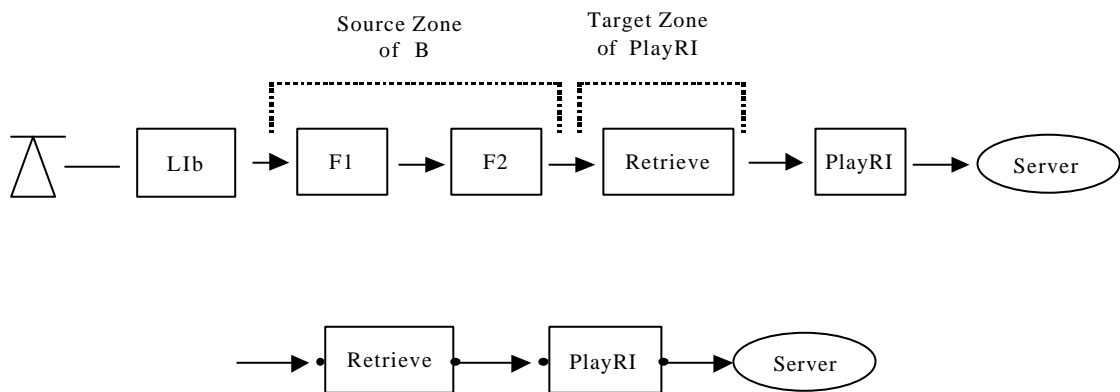 Source Zone
of B
Target Zone
of PlayRI
LIb
F1
F2
Retrieve
PlayRI
Server
Retrieve
PlayRI
Server